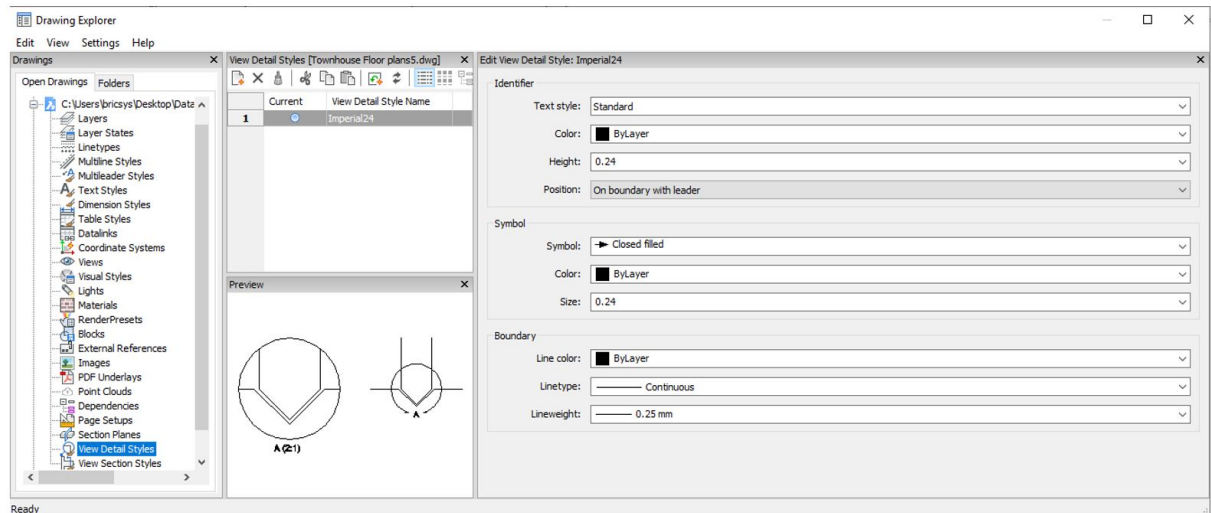 Drawing Explorer
Edit View Settings Help
Drawings
Open Drawings Folders
C:\Users\bricsys\Desktop\Data
Layers
Layer States
Linetypes
Multiline Styles
Multileader Styles
Text Styles
Dimension Styles
Table Styles
Datalinks
Coordinate Systems
Views
Visual Styles
Lights
Materials
RenderPresets
Blocks
External References
Images
PDF Underlays
Point Clouds
Dependencies
Page Setups
Section Planes
View Detail Styles
View Section Styles
View Detail Styles [Townhouse Floor plans5.dwg]
Current View Detail Style Name
1 Imperial24
Preview
A
A (2:1)
Edit View Detail Style: Imperial24
Identifier
Text style: Standard
Color: ByLayer
Height: 0.24
Position: On boundary with leader
Symbol
Symbol: Closed filled
Color: ByLayer
Size: 0.24
Boundary
Line color: ByLayer
Linetype: Continuous
Lineweight: 0.25 mm
Ready